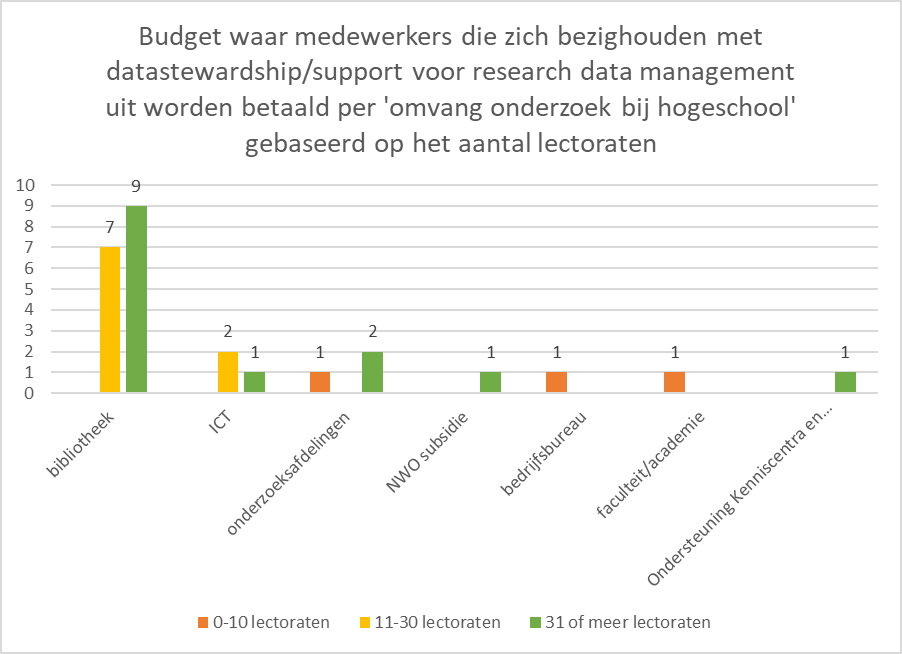 Budget waar medewerkers die zich bezighouden met
datastewardship/support voor research data management
uit worden betaald per 'omvang onderzoek bij hogeschool'
gebaseerd op het aantal lectoraten
10
9
8
7
6
5
4
3
2
1
0
7
9
2
1
1
2
1
1
1
1
bibliotheek
ICT
onderzoeksafdelingen
NWO subsidie
bedrijfsbureau
faculteit/academie
Ondersteuning Kenniscentra en...
0-10 lectoraten
11-30 lectoraten
31 of meer lectoraten